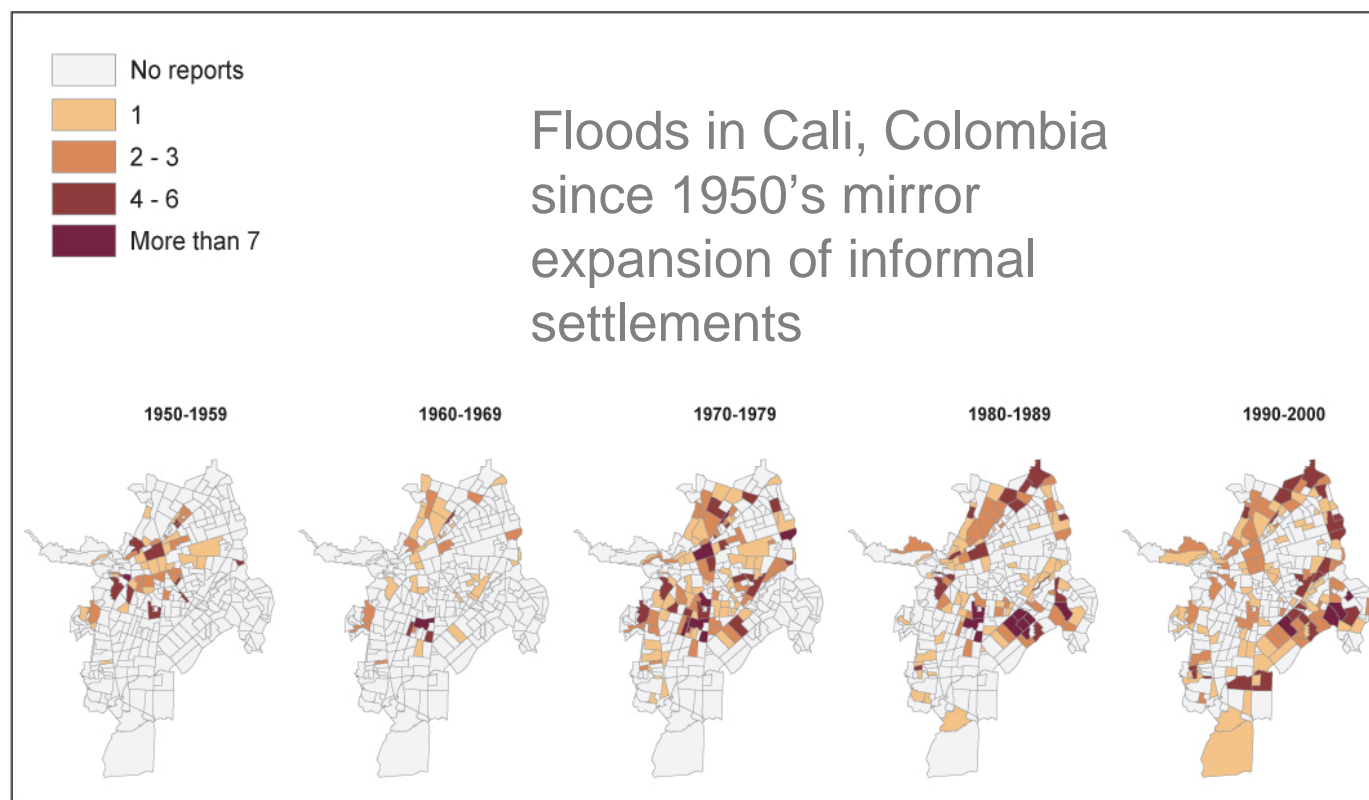 No reports
1
2 - 3
4 - 6
More than 7
Floods in Cali, Colombia
since 1950’s mirror
expansion of informal
settlements
1950-1959
1960-1969
1970-1979
1980-1989
1990-2000